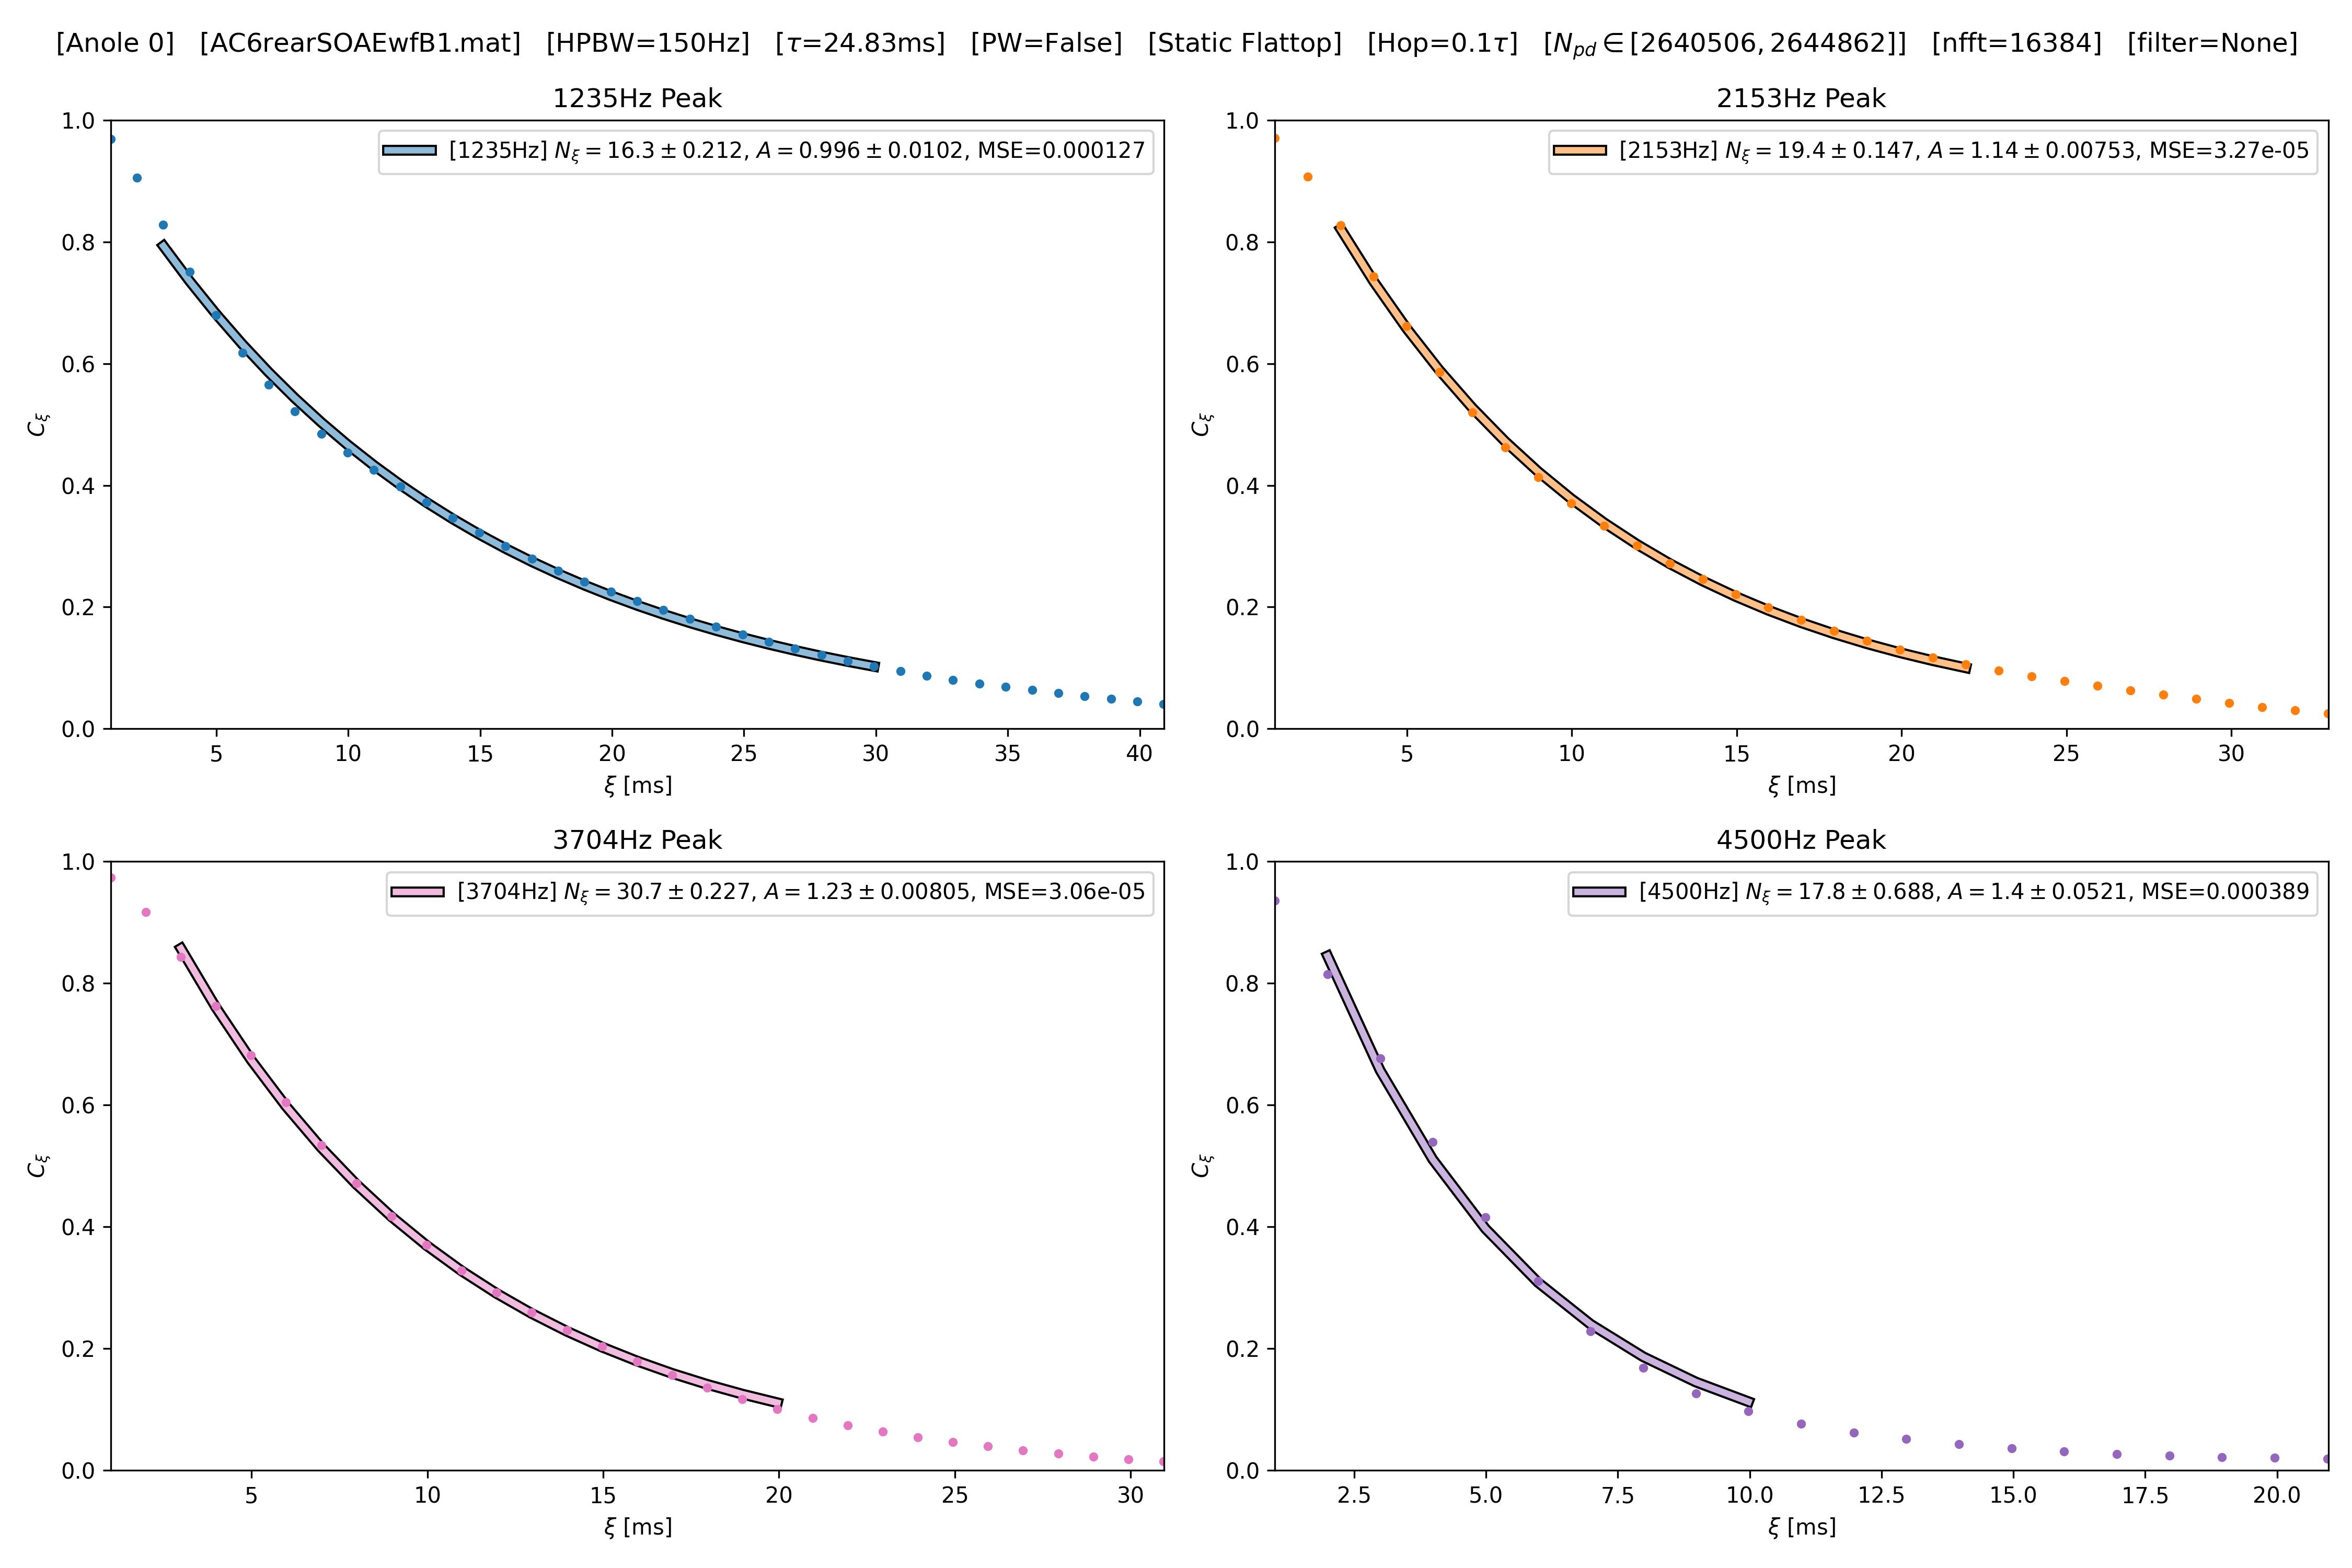 [Anole 0]   [AC6rearSOAEwfB1.mat]   [HPBW=150Hz]   [τ=24.83ms]   [PW=False]   [Static Flattop]   [Hop=0.1τ]   [N_pd ∈ [2640506, 2644862]]   [nfft=16384]   [filter=None]
1235Hz Peak
[1235Hz] N_ξ = 16.3 ± 0.212, A = 0.996 ± 0.0102, MSE=0.000127
1.0
0.8
0.6
0.4
0.2
0.0
C_ξ
5 10 15 20 25 30 35 40
ξ [ms]
2153Hz Peak
[2153Hz] N_ξ = 19.4 ± 0.147, A = 1.14 ± 0.00753, MSE=3.27e-05
1.0
0.8
0.6
0.4
0.2
0.0
C_ξ
5 10 15 20 25 30
ξ [ms]
3704Hz Peak
[3704Hz] N_ξ = 30.7 ± 0.227, A = 1.23 ± 0.00805, MSE=3.06e-05
1.0
0.8
0.6
0.4
0.2
0.0
C_ξ
5 10 15 20 25 30
ξ [ms]
4500Hz Peak
[4500Hz] N_ξ = 17.8 ± 0.688, A = 1.4 ± 0.0521, MSE=0.000389
1.0
0.8
0.6
0.4
0.2
0.0
C_ξ
2.5 5.0 7.5 10.0 12.5 15.0 17.5 20.0
ξ [ms]